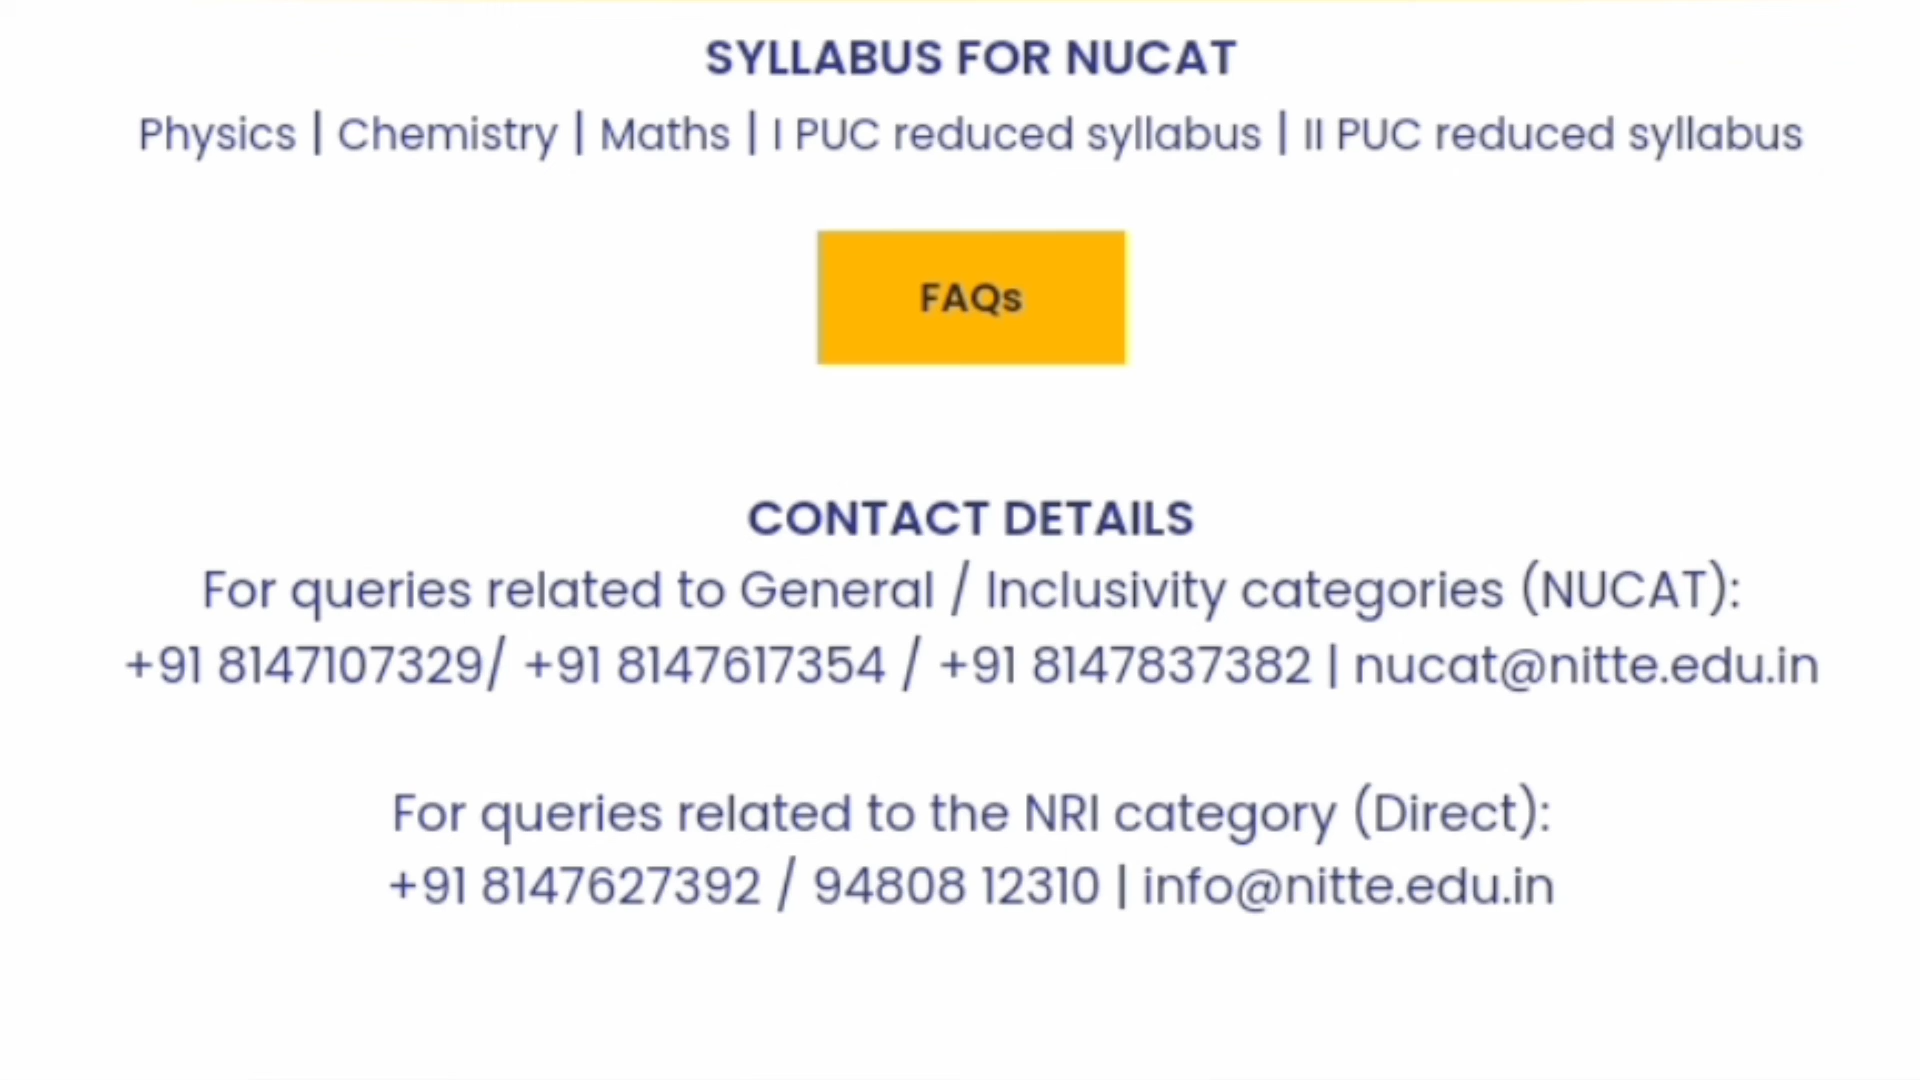 SYLLABUS FOR NUCAT
Physics | Chemistry | Maths | I PUC reduced syllabus | II PUC reduced syllabus
FAQs
CONTACT DETAILS
For queries related to General / Inclusivity categories (NUCAT):
+91 8147107329/ +91 8147617354 / +91 8147837382 | nucat@nitte.edu.in
For queries related to the NRI category (Direct):
+91 8147627392 / 94808 12310 | info@nitte.edu.in